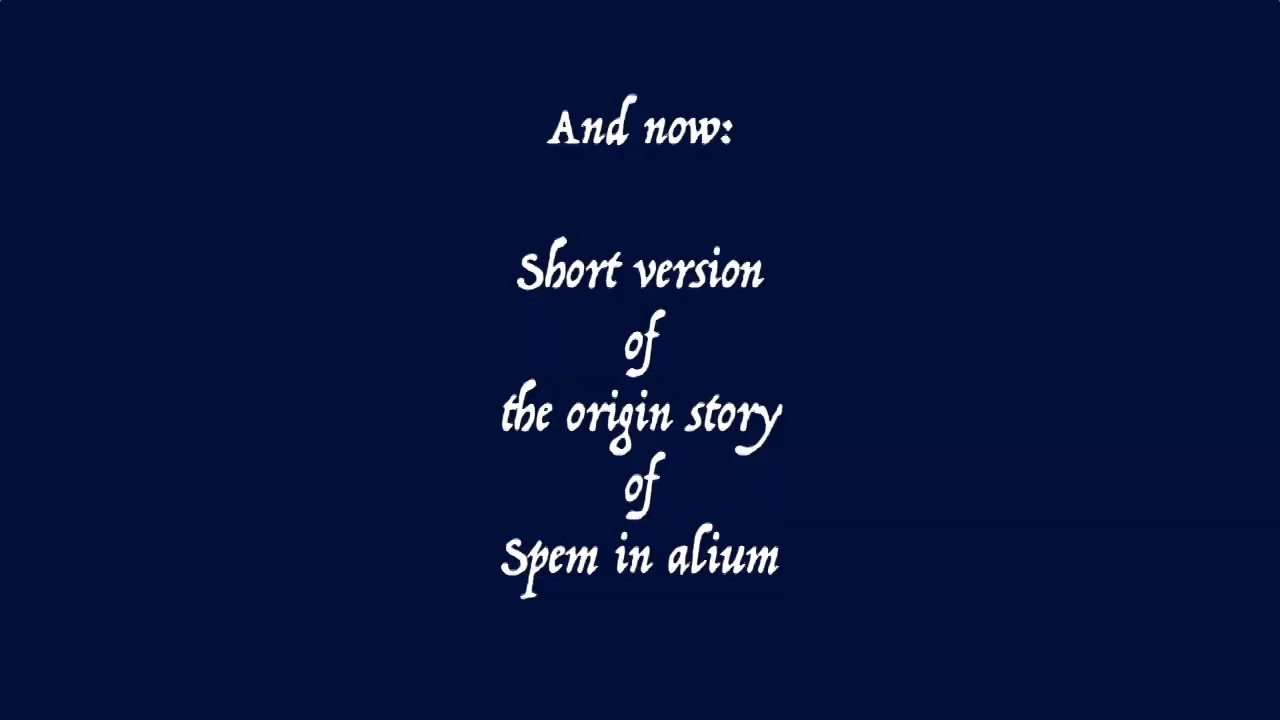 And now:
Short version
of
the origin story
of
Spem in alium